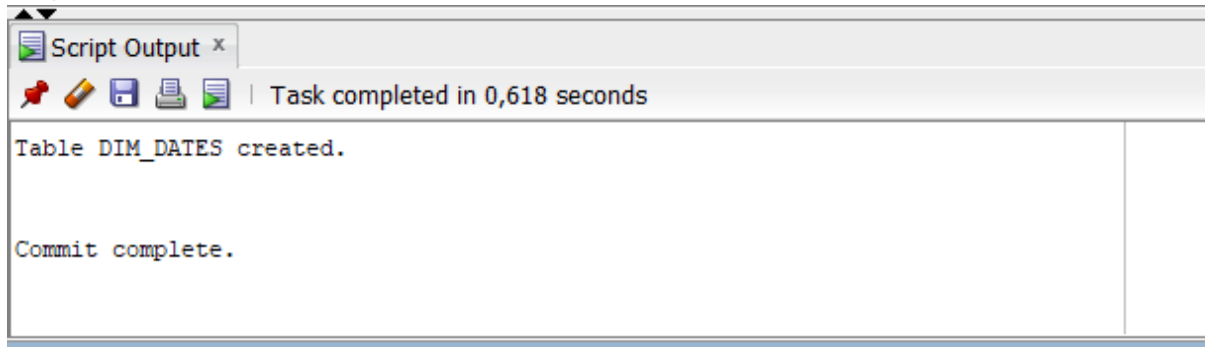 Script Output x
Task completed in 0,618 seconds
Table DIM_DATES created.
Commit complete.